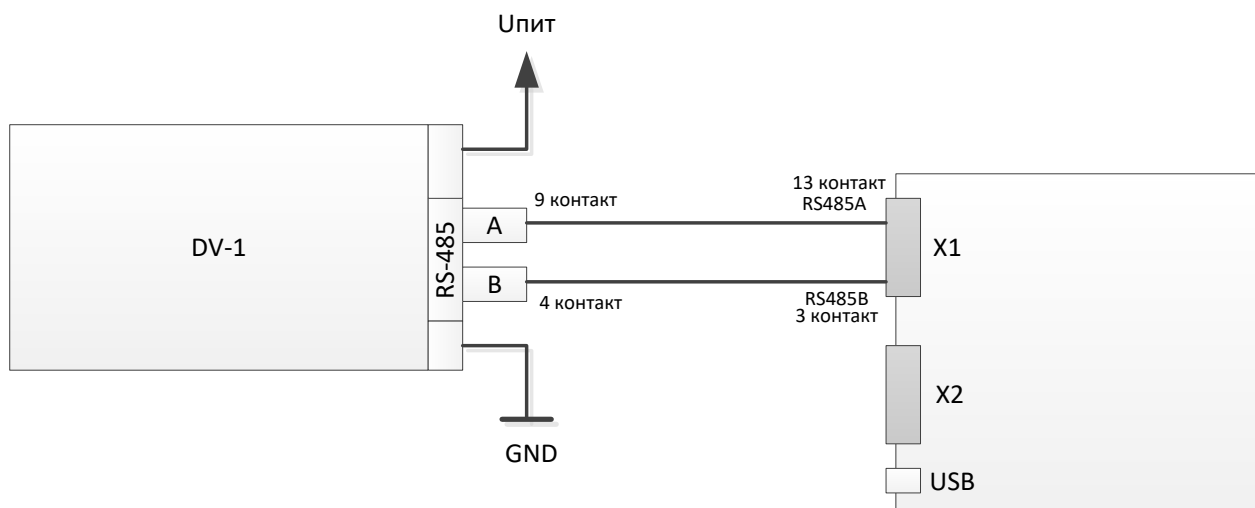 Uпит
13 контакт
9 контакт
RS485A
A
DV-1
RS-485
X1
B
4 контакт
RS485B
3 контакт
X2
GND
USB